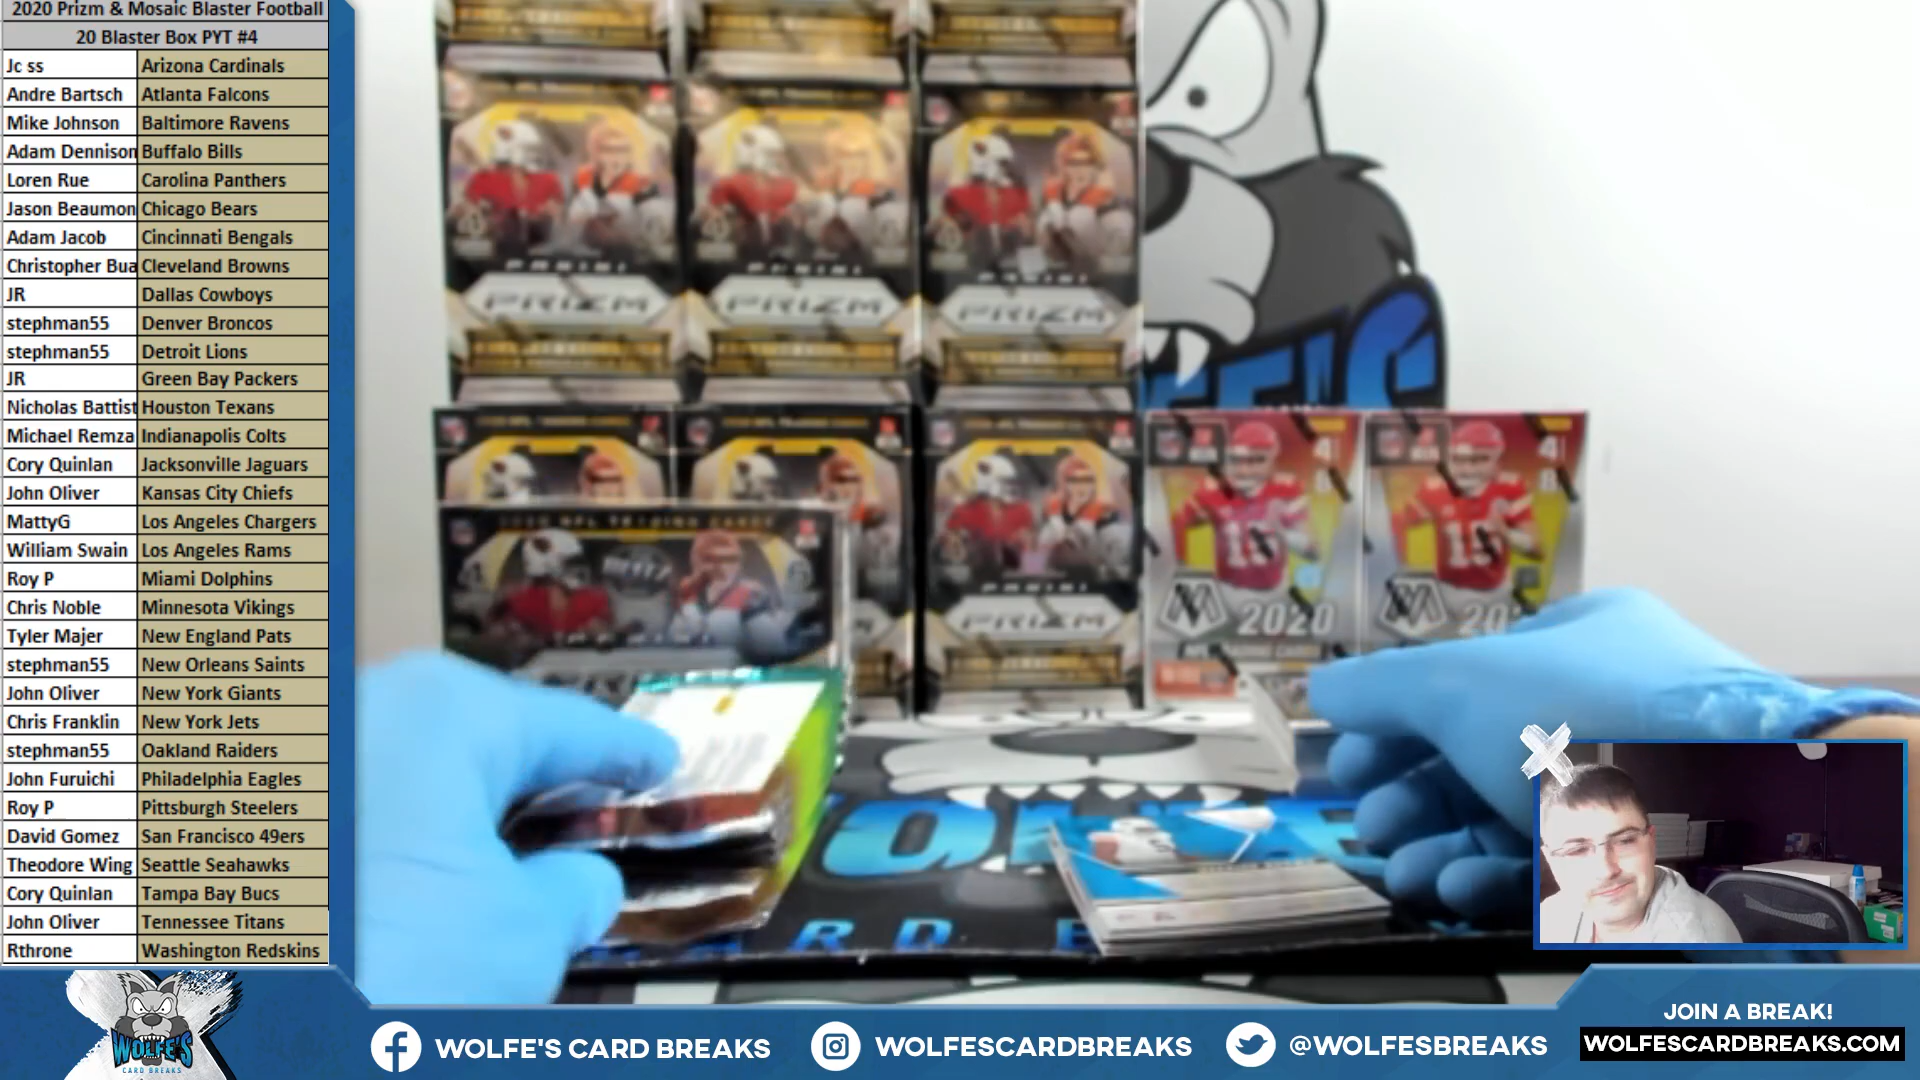 2020 Prizm & Mosaic Blaster Football
20 Blaster Box PYT #4
Jc ss Arizona Cardinals
Andre Bartsch Atlanta Falcons
Mike Johnson Baltimore Ravens
Adam Dennison Buffalo Bills
Loren Rue Carolina Panthers
Jason Beaumon Chicago Bears
Adam Jacob Cincinnati Bengals
Christopher Bua Cleveland Browns
JR Dallas Cowboys
stephman55 Denver Broncos
stephman55 Detroit Lions
JR Green Bay Packers
Nicholas Battist Houston Texans
Michael Remza Indianapolis Colts
Cory Quinlan Jacksonville Jaguars
John Oliver Kansas City Chiefs
MattyG Los Angeles Chargers
William Swain Los Angeles Rams
Roy P Miami Dolphins
Chris Noble Minnesota Vikings
Tyler Majer New England Pats
stephman55 New Orleans Saints
John Oliver New York Giants
Chris Franklin New York Jets
stephman55 Oakland Raiders
John Furuichi Philadelphia Eagles
Roy P Pittsburgh Steelers
David Gomez San Francisco 49ers
Theodore Wing Seattle Seahawks
Cory Quinlan Tampa Bay Bucs
John Oliver Tennessee Titans
Rthrone Washington Redskins
PANINI PANINI PANINI
PRIZM PRIZM PRIZM
PANINI
PRIZM
2020
WOLFE'S
CARD BREAKS
WOLFE'S CARD BREAKS
WOLFESCARDBREAKS
@WOLFESBREAKS
JOIN A BREAK!
WOLFESCARDBREAKS.COM